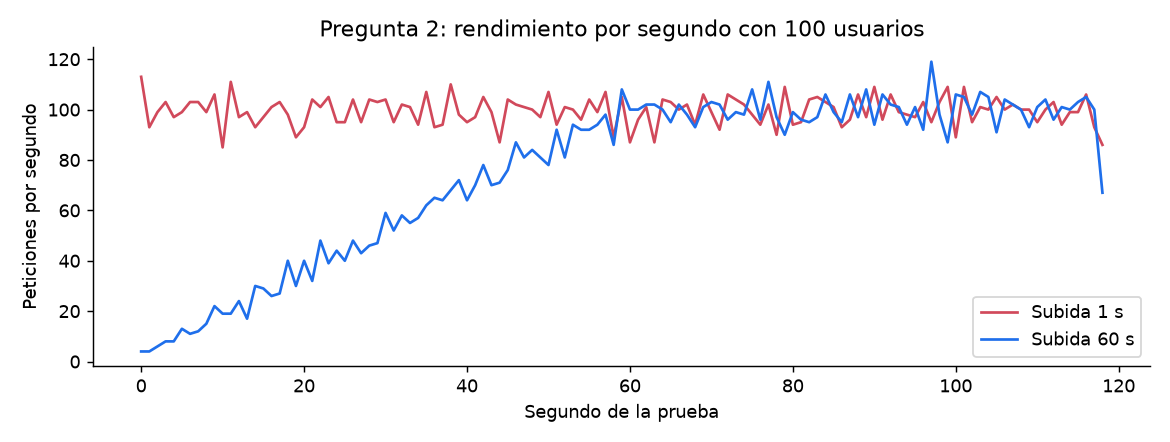 Pregunta 2: rendimiento por segundo con 100 usuarios
Peticiones por segundo
120
100
80
60
40
20
0
0 20 40 60 80 100 120
Segundo de la prueba
Subida 1 s
Subida 60 s